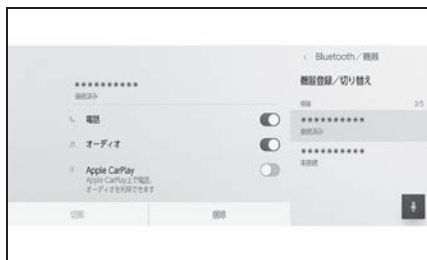 ‹ Bluetooth／機器
機器登録／切り替え
機器 2/5
**********
接続済み
**********
未接続
**********
接続済み
電話
オーディオ
Apple CarPlay
Apple CarPlay上で電話、
オーディオを利用できます
切断 削除